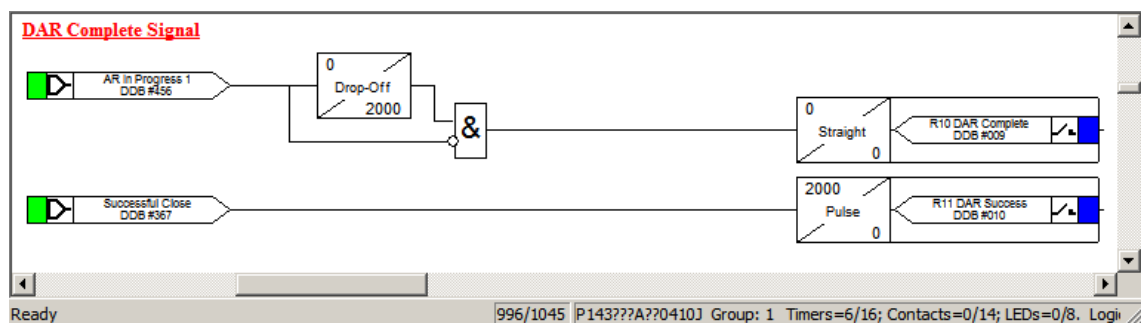 DAR Complete Signal
AR In Progress 1
DDB #456
0
Drop-Off
2000
&
0
Straight
0
R10 DAR Complete
DDB #009
Successful Close
DDB #367
2000
Pulse
0
R11 DAR Success
DDB #010
Ready
996/1045
P143???A??0410J Group: 1 Timers=6/16; Contacts=0/14; LEDs=0/8. Logi